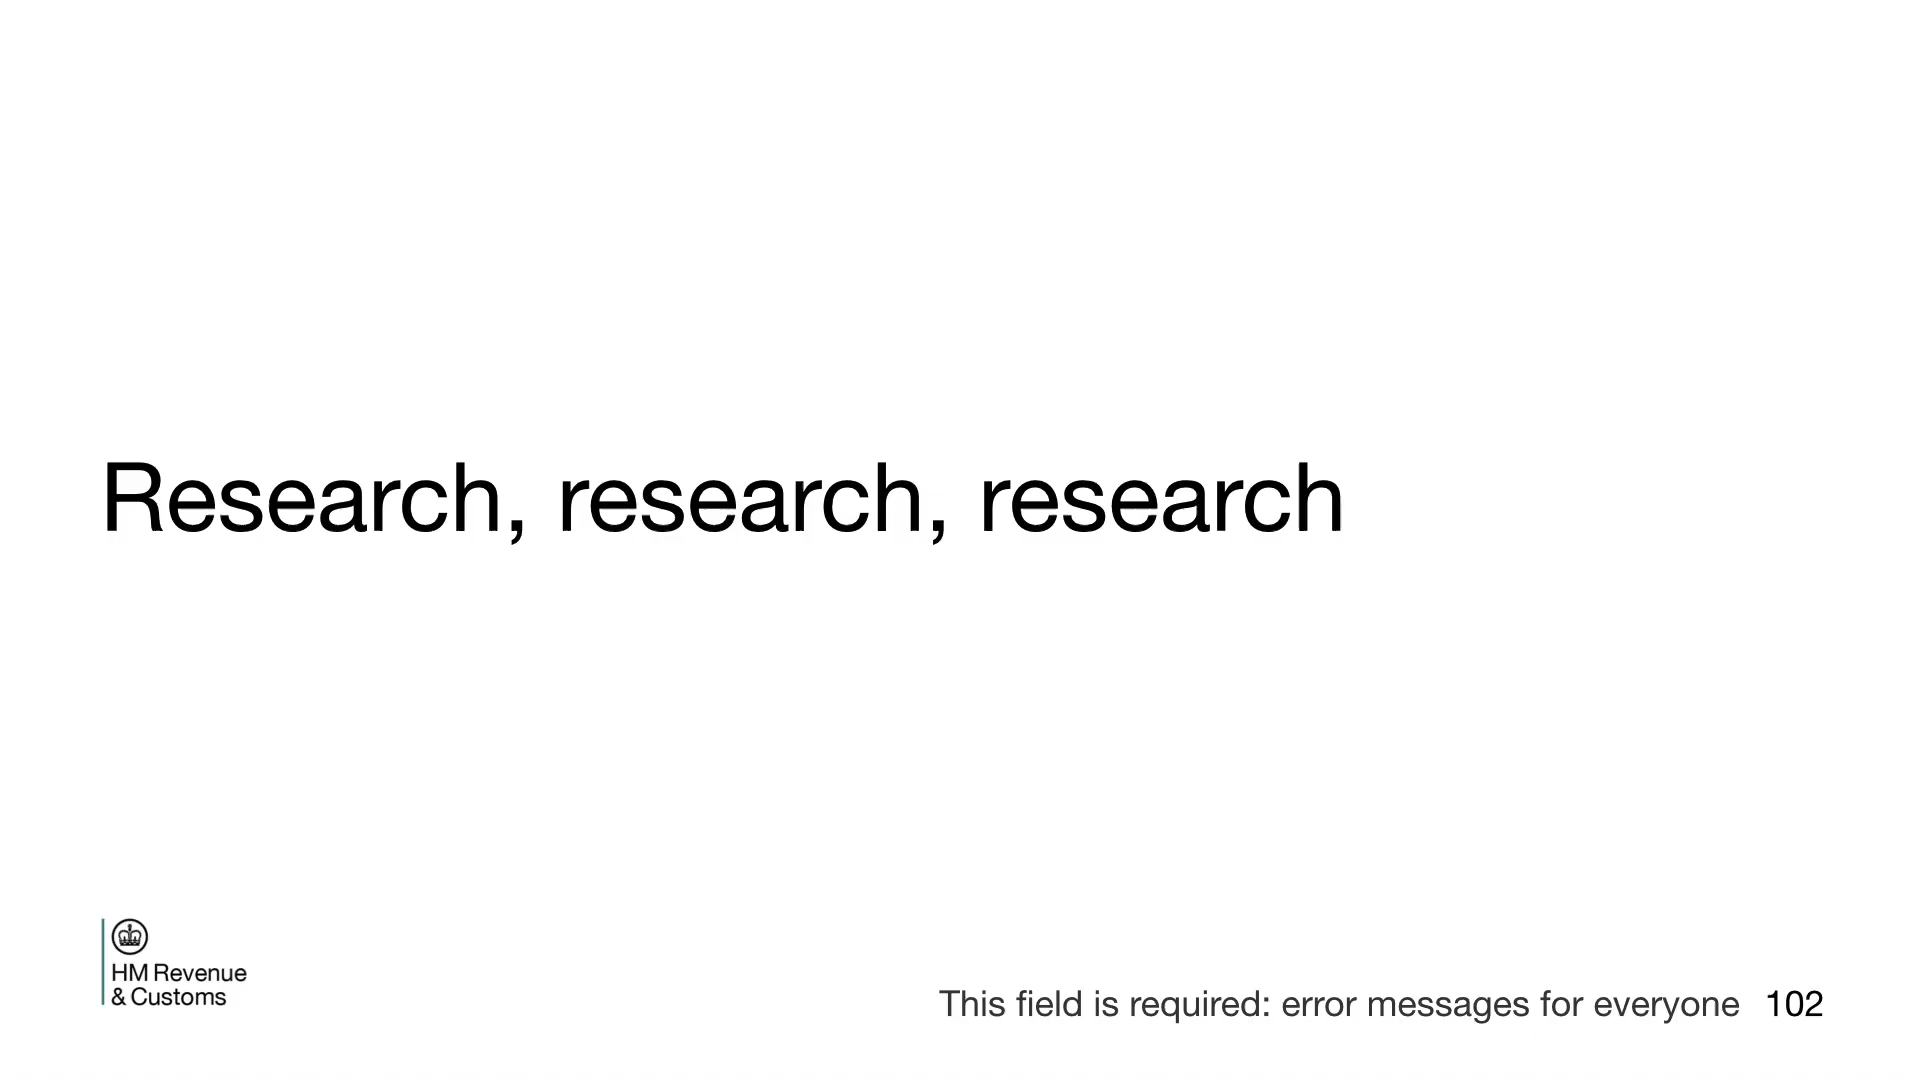 Research, research, research
HM Revenue
& Customs
This field is required: error messages for everyone 102